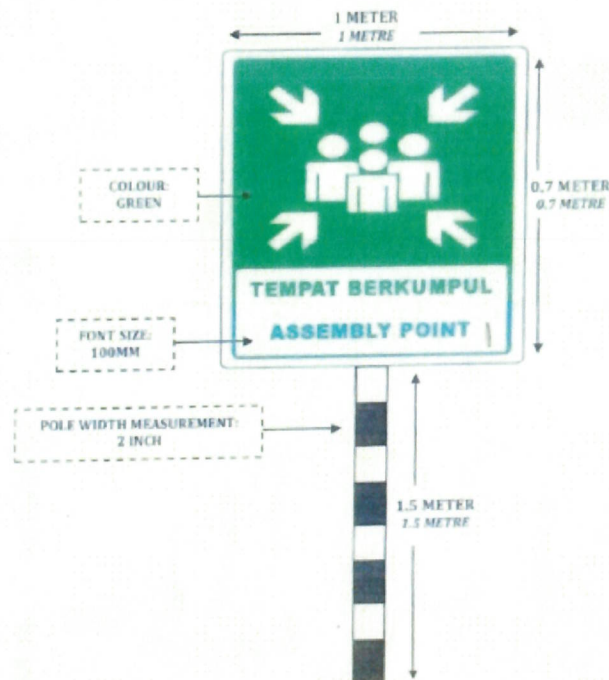 1 METER
1 METRE
COLOUR:
GREEN
0.7 METER
0.7 METRE
TEMPAT BERKUMPUL
ASSEMBLY POINT
FONT SIZE:
100MM
POLE WIDTH MEASUREMENT:
2 INCH
1.5 METER
1.5 METRE